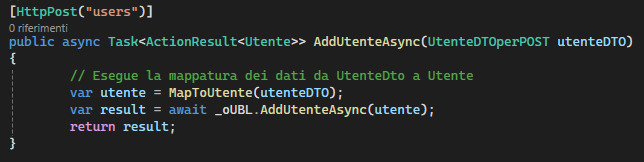 [HttpPost("users")]
0 riferimenti
public async Task<ActionResult<Utente>> AddUtenteAsync(UtenteDTOperPOST utenteDTO)
{
// Esegue la mappatura dei dati da UtenteDto a Utente
var utente = MapToUtente(utenteDTO);
var result = await _oUBL.AddUtenteAsync(utente);
return result;
}